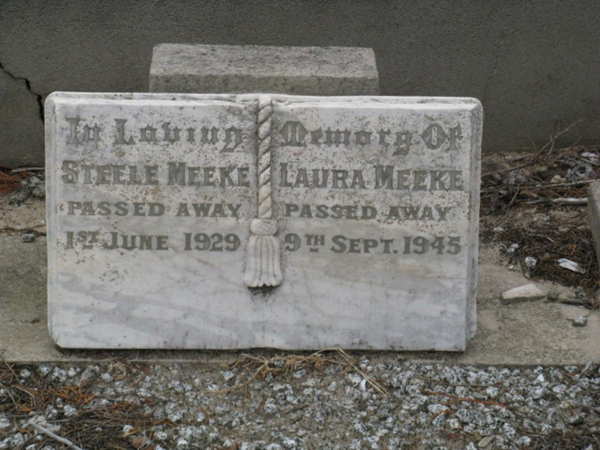 In Loving Memory Of
STEELE MEEKE
PASSED AWAY
1ST JUNE 1929
LAURA MEEKE
PASSED AWAY
9TH SEPT. 1945